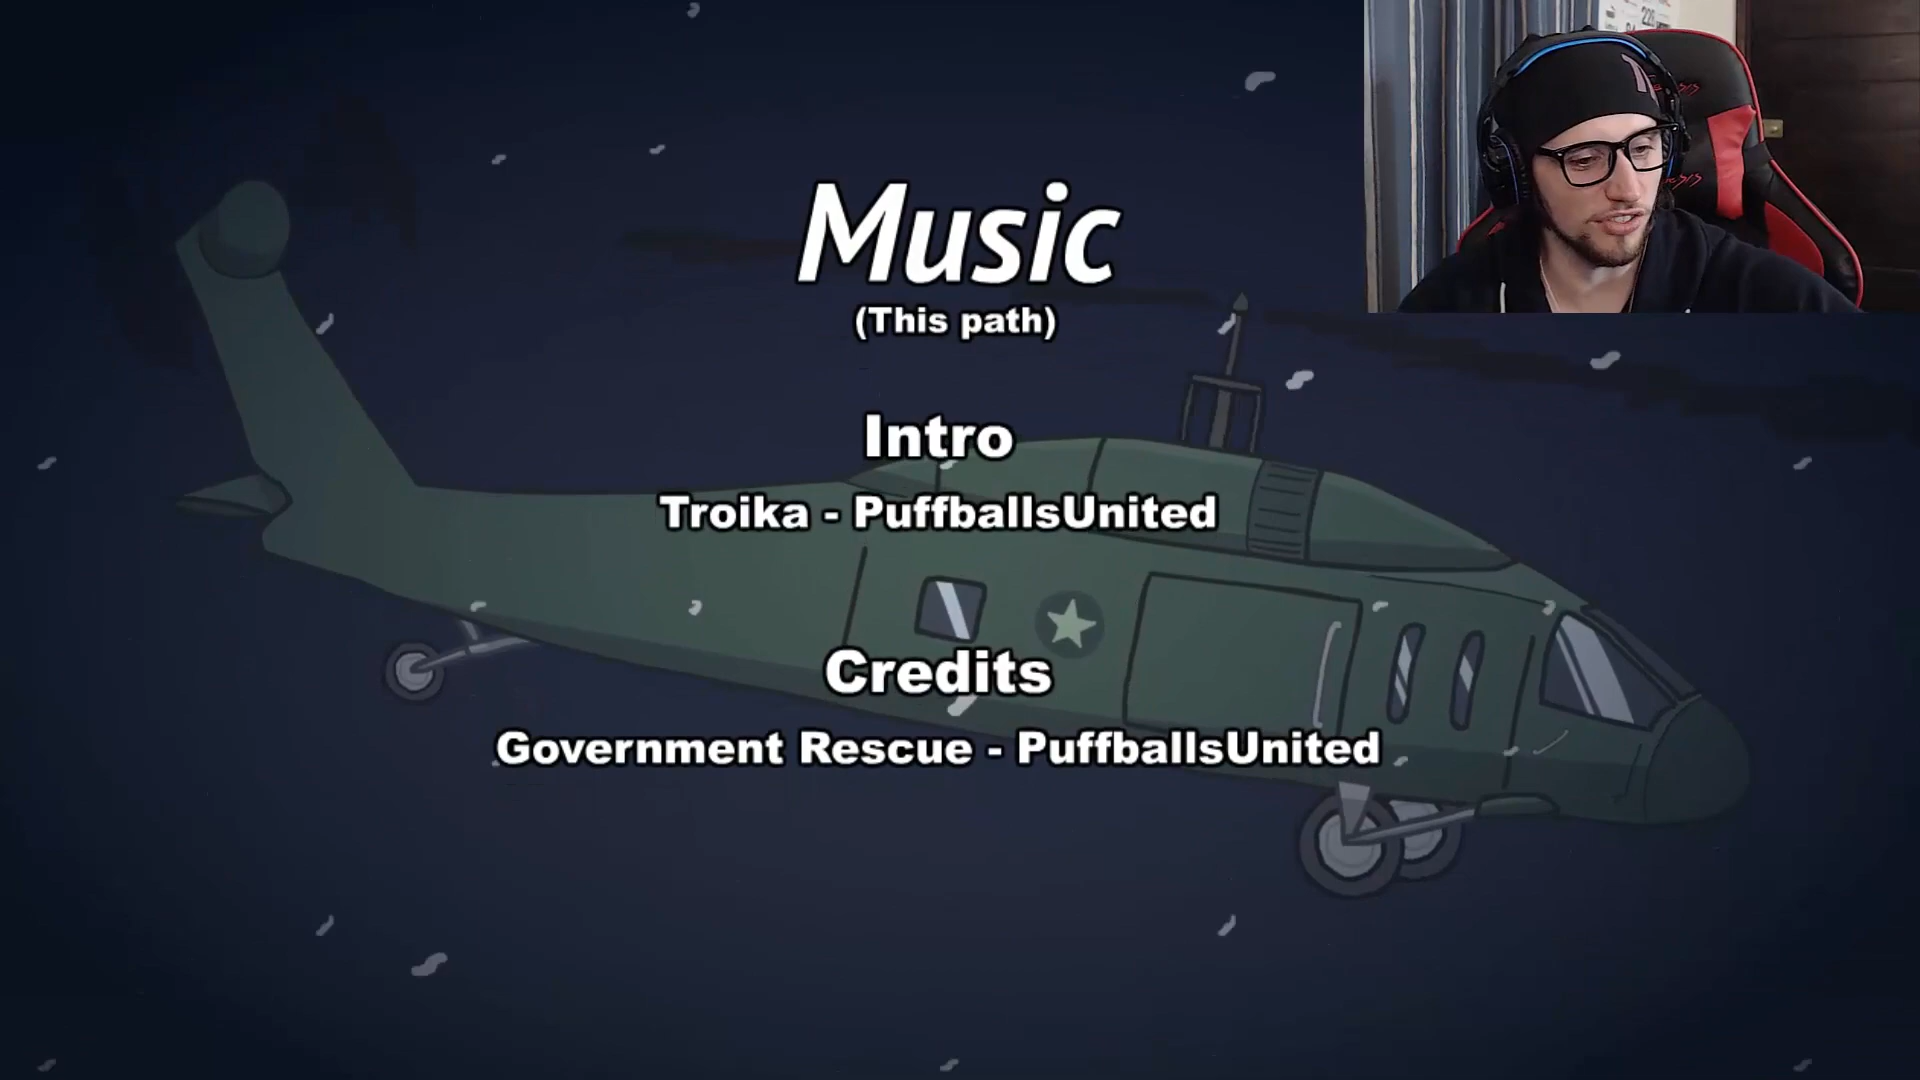 Music
(This path)
Intro
Troika - PuffballsUnited
Credits
Government Rescue - PuffballsUnited